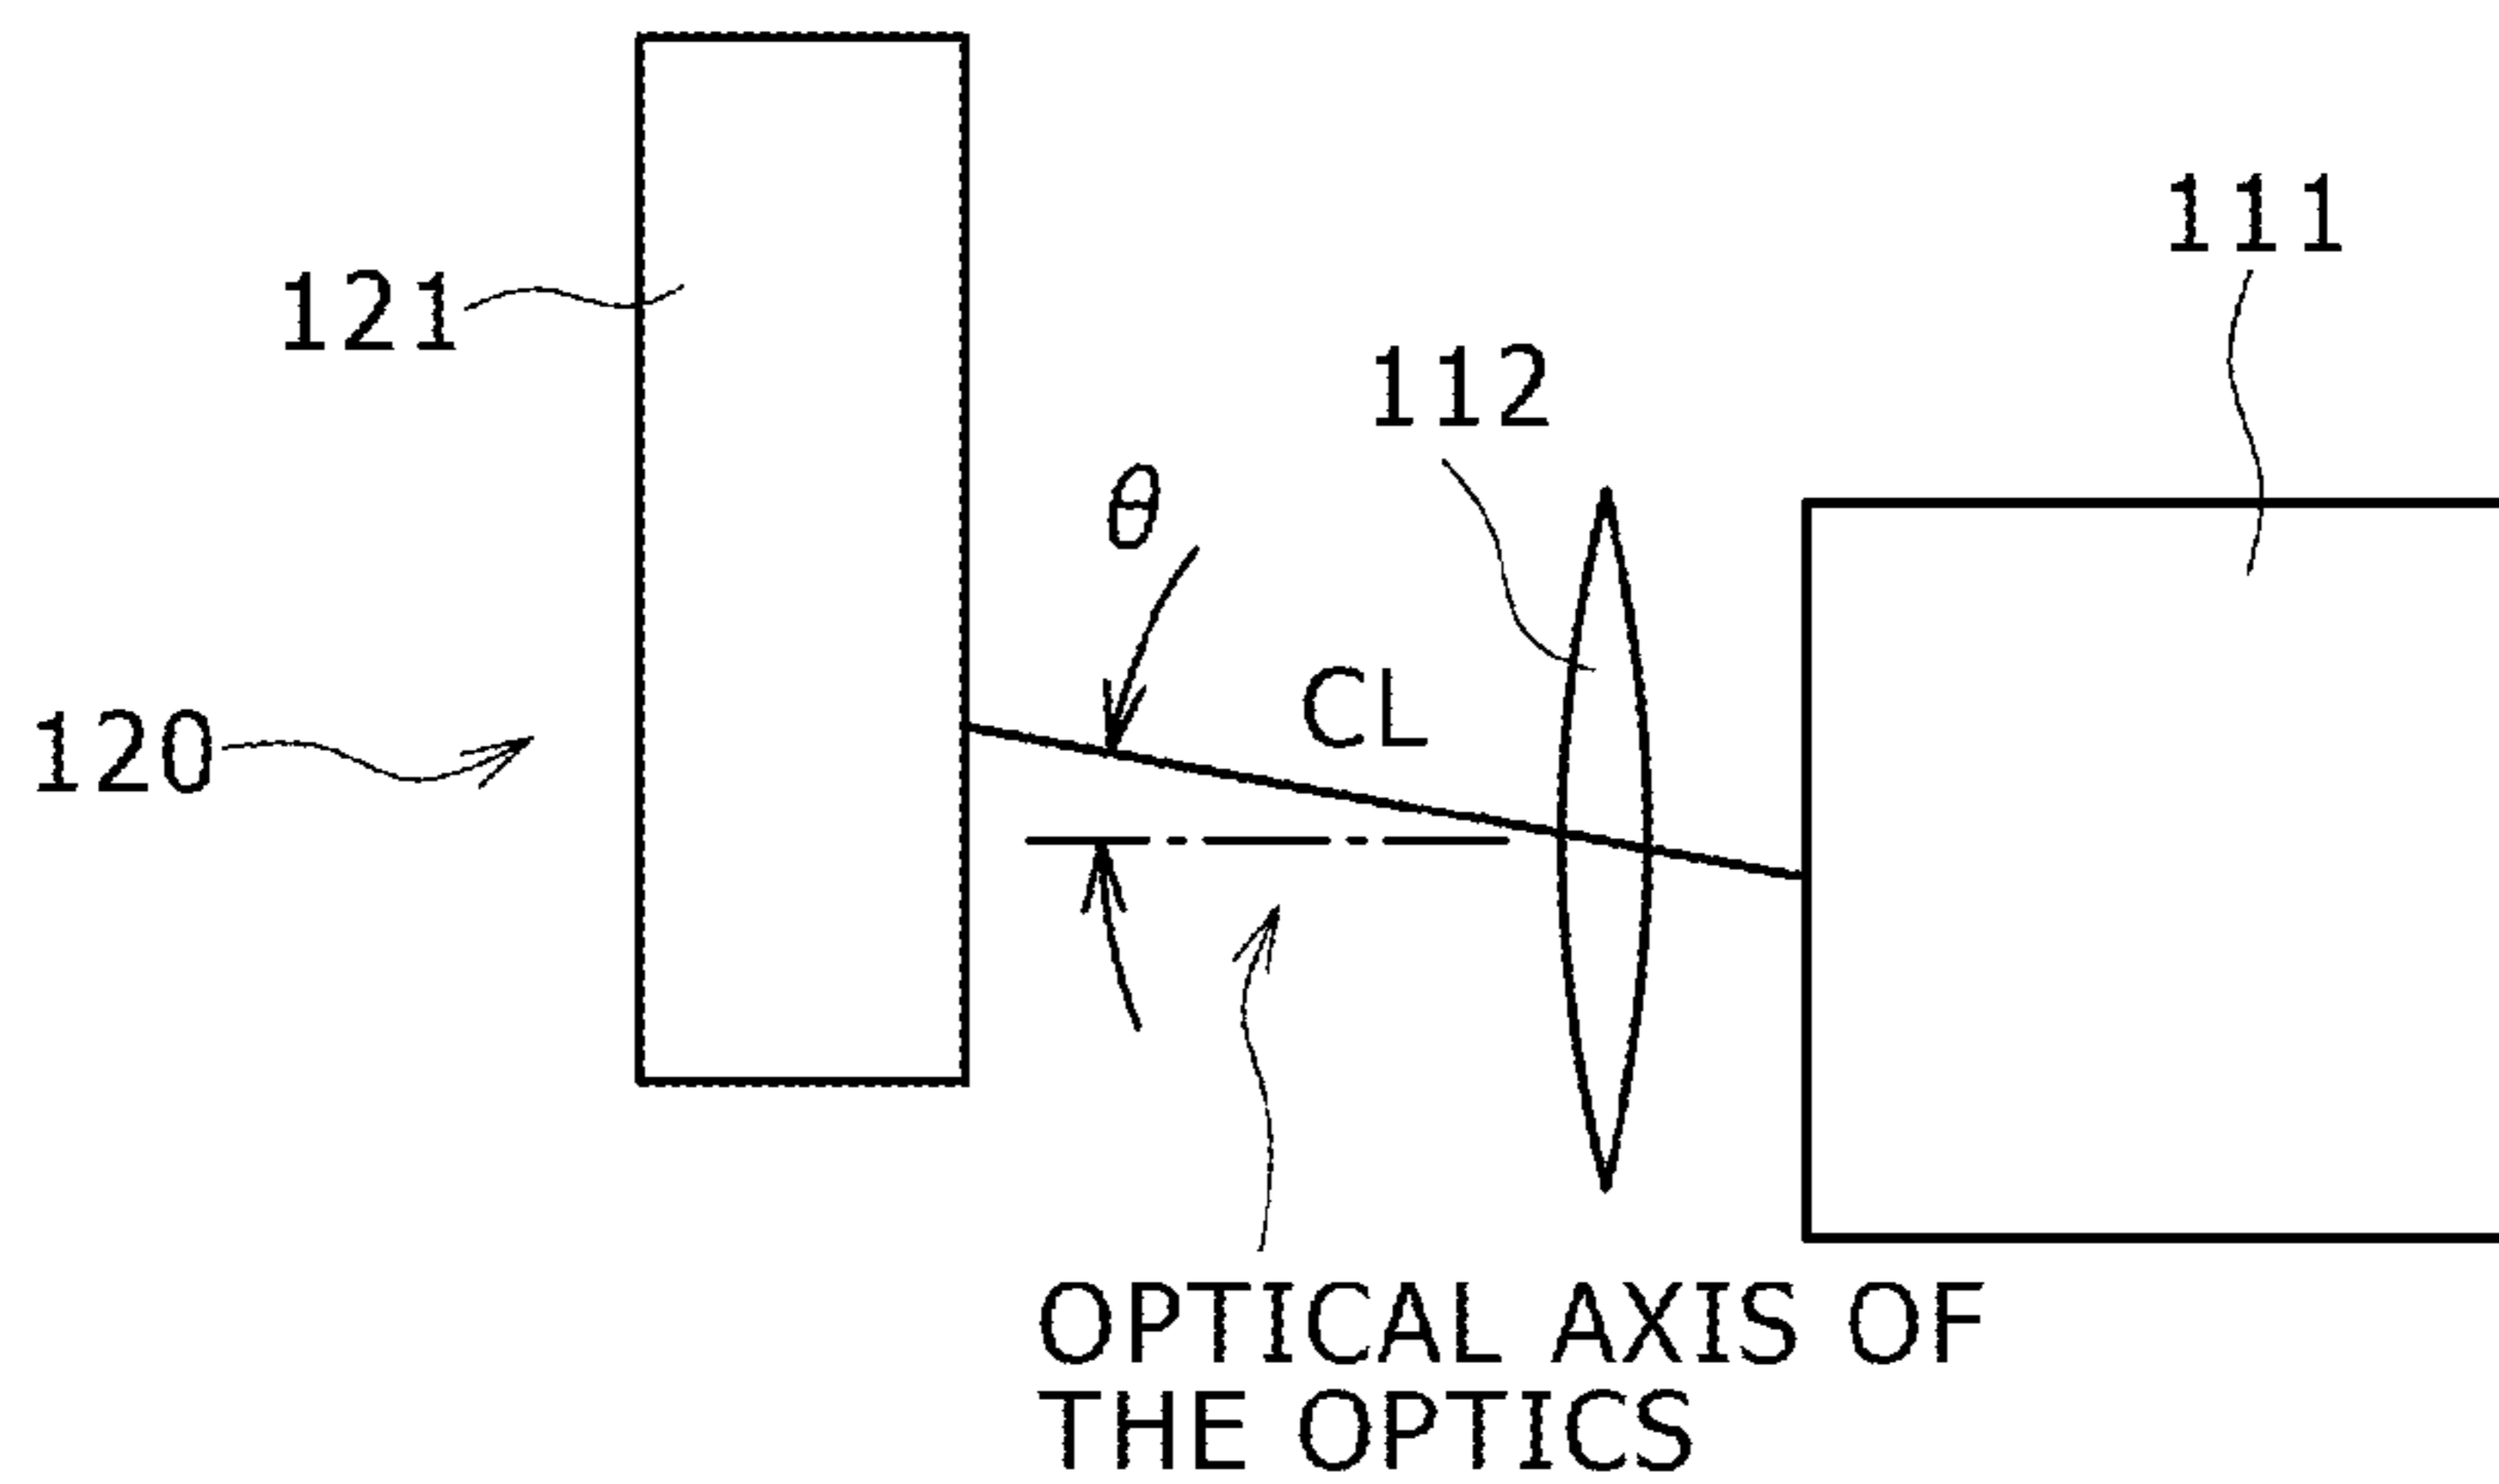 111
121
112
θ
CL
120
OPTICAL AXIS OF
THE OPTICS